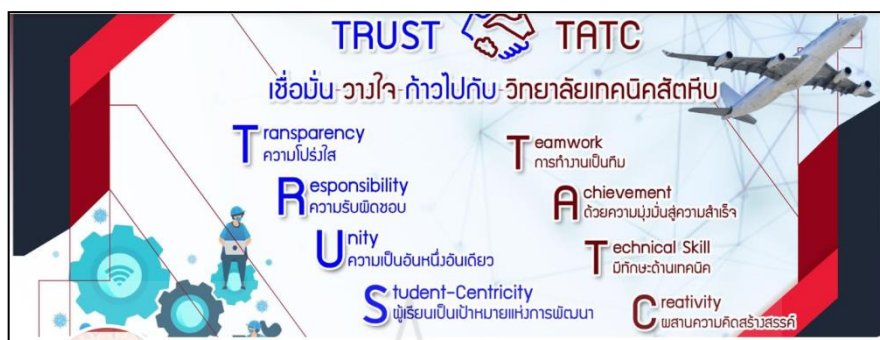 TRUST TATC
เชื่อมั่น วางใจ ก้าวไปกับ วิทยาลัยเทคนิคสัตหีบ
Transparency
ความโปร่งใส
Responsibility
ความรับผิดชอบ
Unity
ความเป็นอันหนึ่งอันเดียว
Student-Centricity
ผู้เรียนเป็นเป้าหมายแห่งการพัฒนา
Teamwork
การทำงานเป็นทีม
Achievement
ด้วยความมุ่งมั่นสู่ความสำเร็จ
Technical Skill
มีทักษะด้านเทคนิค
Creativity
ผสานความคิดสร้างสรรค์